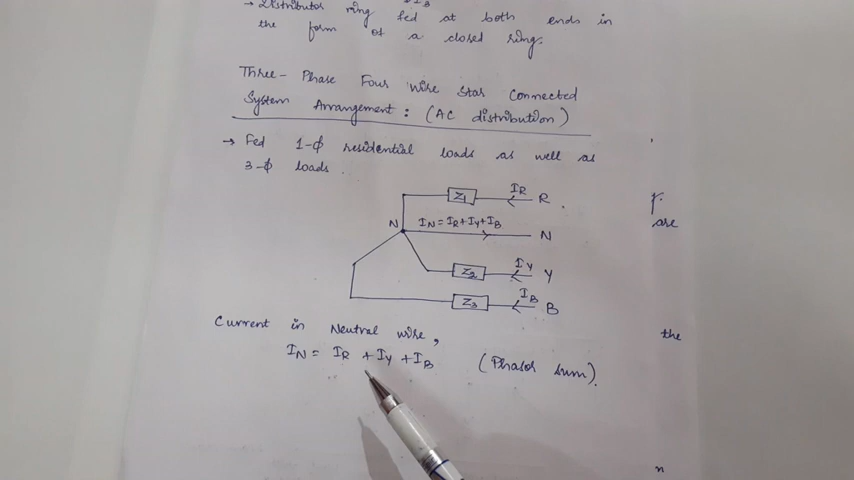 → Distributor ring fed at both ends in
the form of a closed ring.
Three-Phase Four wire Star Connected
System Arrangement: (AC distribution)
→ Fed 1-ϕ residential loads as well as
3-ϕ loads.
Z1 IR R
N IN = IR+IY+IB N
Z2 IY Y
Z3 IB B
are
Current in Neutral wire,
the
IN = IR + IY + IB (Phasor sum).
n